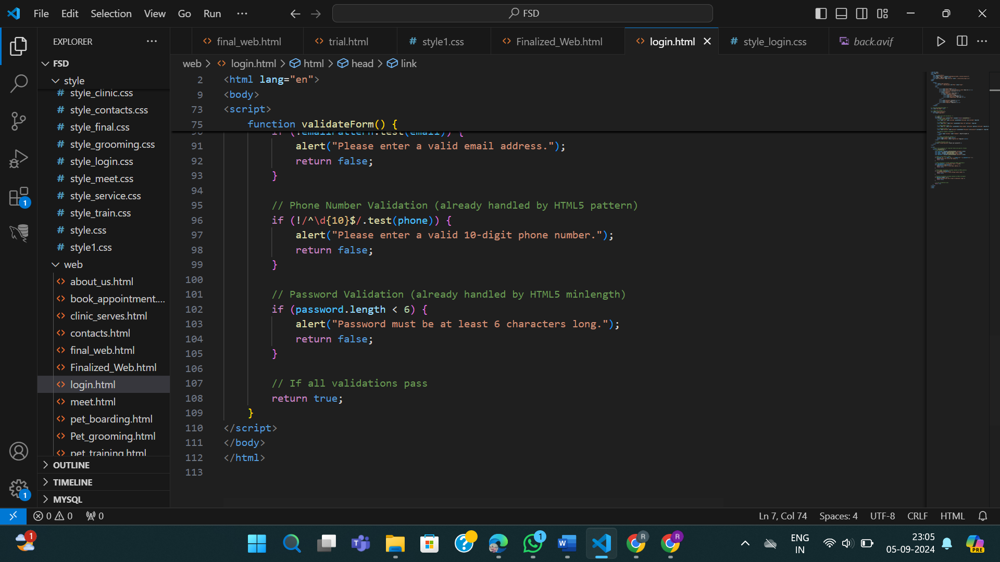 File Edit Selection View Go Run ··· FSD
EXPLORER ···
final_web.html trial.html # style1.css Finalized_Web.html login.html # style_login.css back.avif
web > login.html > html > head > link
FSD
style
# style_clinic.css
# style_contacts.css
# style_final.css
# style_grooming.css
# style_login.css
# style_meet.css
# style_service.css
# style_train.css
# style.css
# style1.css
web
about_us.html
book_appointment....
clinic_serves.html
contacts.html
final_web.html
Finalized_Web.html
login.html
meet.html
pet_boarding.html
Pet_grooming.html
pet_training.html
OUTLINE
TIMELINE
MYSQL
1
1
2 <html lang="en">
9 <body>
73 <script>
75 function validateForm() {
90 if (!emailPattern.test(email)) {
91 alert("Please enter a valid email address.");
92 return false;
93 }
94
95 // Phone Number Validation (already handled by HTML5 pattern)
96 if (!/^\d{10}$/.test(phone)) {
97 alert("Please enter a valid 10-digit phone number.");
98 return false;
99 }
100
101 // Password Validation (already handled by HTML5 minlength)
102 if (password.length < 6) {
103 alert("Password must be at least 6 characters long.");
104 return false;
105 }
106
107 // If all validations pass
108 return true;
109 }
110 </script>
111 </body>
112 </html>
113
0 0 0 Ln 7, Col 74 Spaces: 4 UTF-8 CRLF HTML
1 T 1 W R R ENG 23:05 PRE
IN 05-09-2024